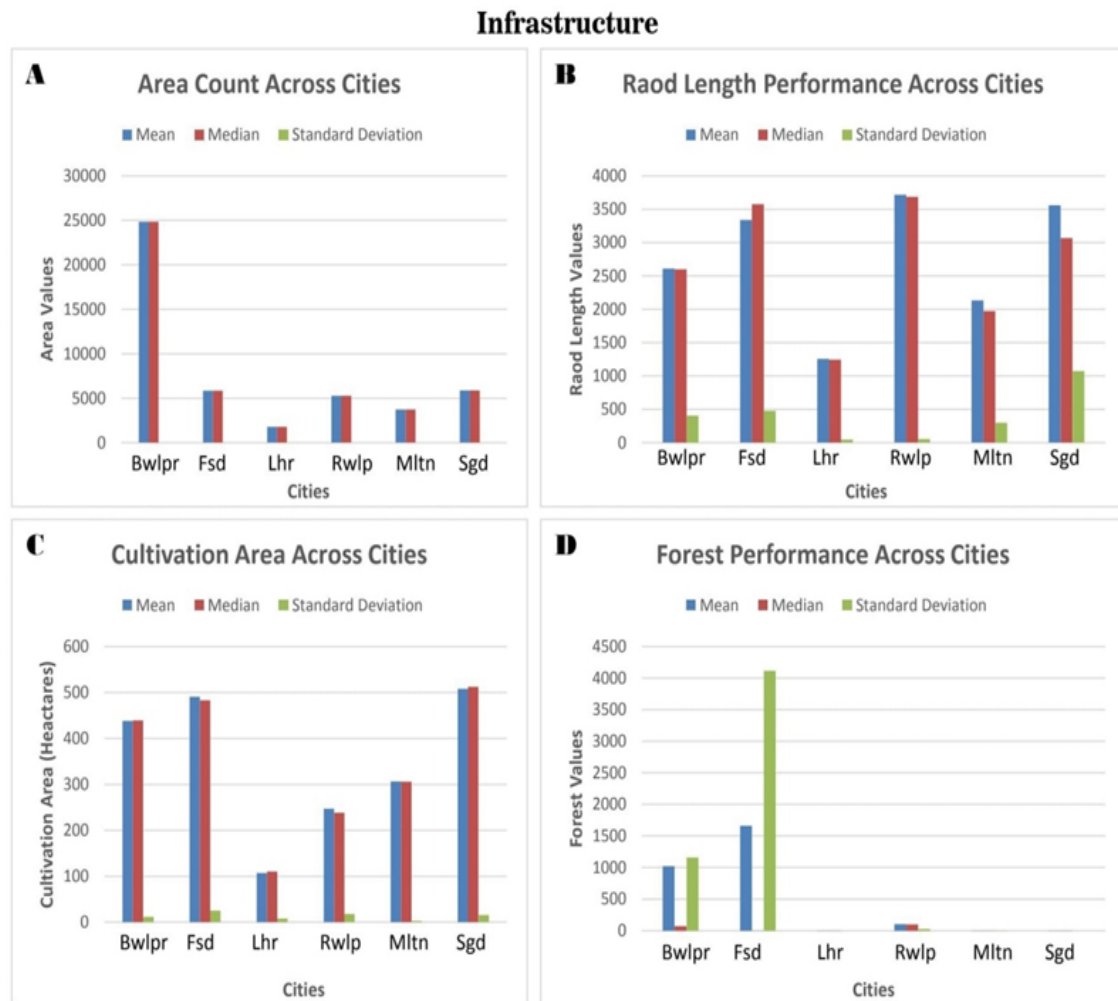 Infrastructure
A
Area Count Across Cities
Mean Median Standard Deviation
30000
25000
20000
15000
10000
5000
0
Area Values
Bwlpr Fsd Lhr Rwlp Mltn Sgd
Cities
B
Raod Length Performance Across Cities
Mean Median Standard Deviation
4000
3500
3000
2500
2000
1500
1000
500
0
Raod Length Values
Bwlpr Fsd Lhr Rwlp Mltn Sgd
Cities
C
Cultivation Area Across Cities
Mean Median Standard Deviation
600
500
400
300
200
100
0
Cultivation Area (Heactares)
Bwlpr Fsd Lhr Rwlp Mltn Sgd
Cities
D
Forest Performance Across Cities
Mean Median Standard Deviation
4500
4000
3500
3000
2500
2000
1500
1000
500
0
Forest Values
Bwlpr Fsd Lhr Rwlp Mltn Sgd
Cities